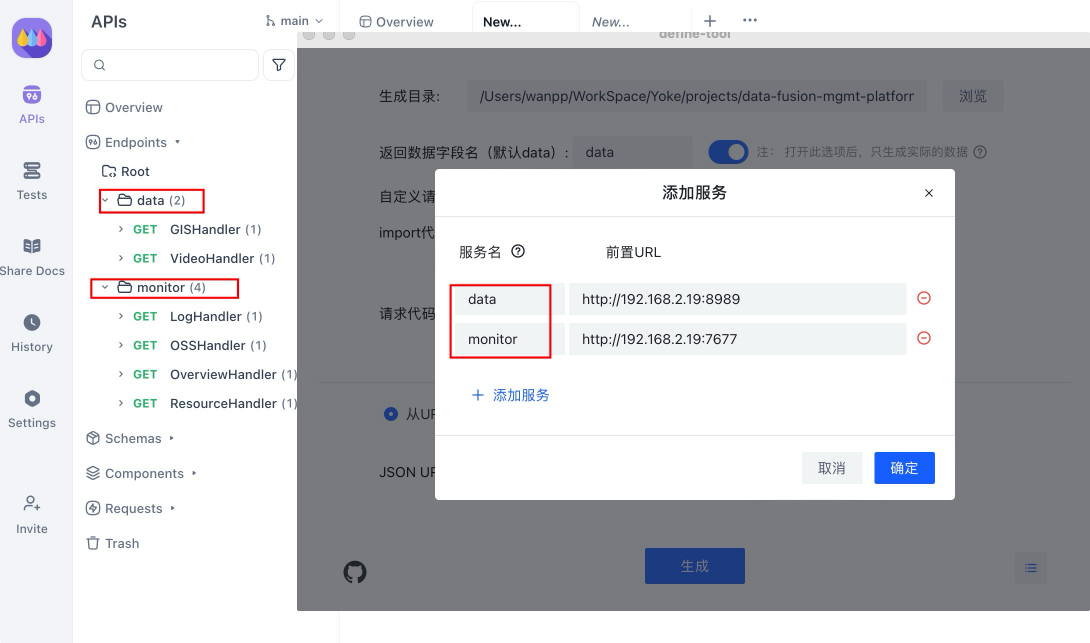 APIs
Tests
Share Docs
History
Settings
Invite
APIs
main
Overview
New...
New...
Overview
Endpoints
Root
data (2)
GET GISHandler (1)
GET VideoHandler (1)
monitor (4)
GET LogHandler (1)
GET OSSHandler (1)
GET OverviewHandler (1)
GET ResourceHandler (1)
Schemas
Components
Requests
Trash
define-tool
生成目录:
/Users/wanpp/WorkSpace/Yoke/projects/data-fusion-mgmt-platforr
浏览
返回数据字段名（默认data）:
data
注: 打开此选项后，只生成实际的数据
自定义请
import代
请求代码
从UR
JSON UR
生成
添加服务
服务名
前置URL
data
http://192.168.2.19:8989
monitor
http://192.168.2.19:7677
添加服务
取消
确定